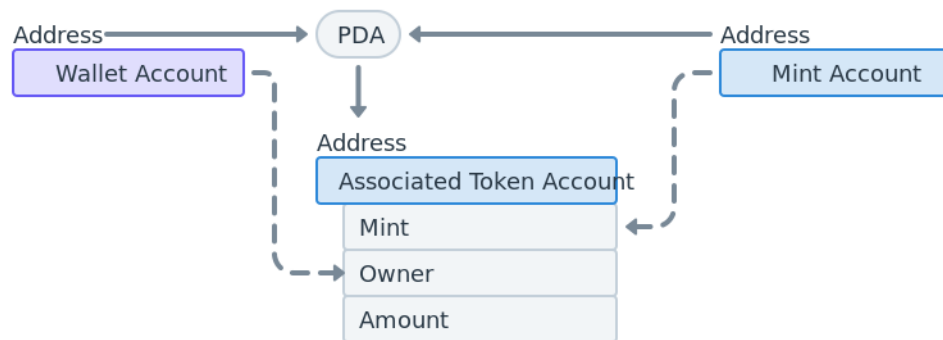 Address
PDA
Address
Wallet Account
Mint Account
Address
Associated Token Account
Mint
Owner
Amount